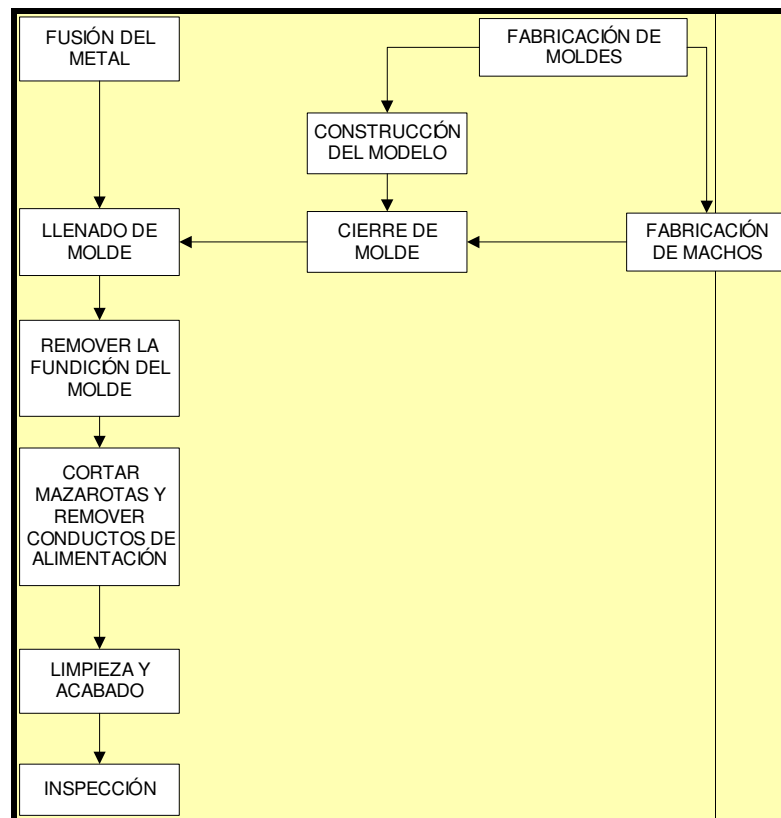 FUSIÓN DEL
METAL
FABRICACIÓN DE
MOLDES
CONSTRUCCIÓN
DEL MODELO
LLENADO DE
MOLDE
CIERRE DE
MOLDE
FABRICACIÓN
DE MACHOS
REMOVER LA
FUNDICIÓN DEL
MOLDE
CORTAR
MAZAROTAS Y
REMOVER
CONDUCTOS DE
ALIMENTACIÓN
LIMPIEZA Y
ACABADO
INSPECCIÓN